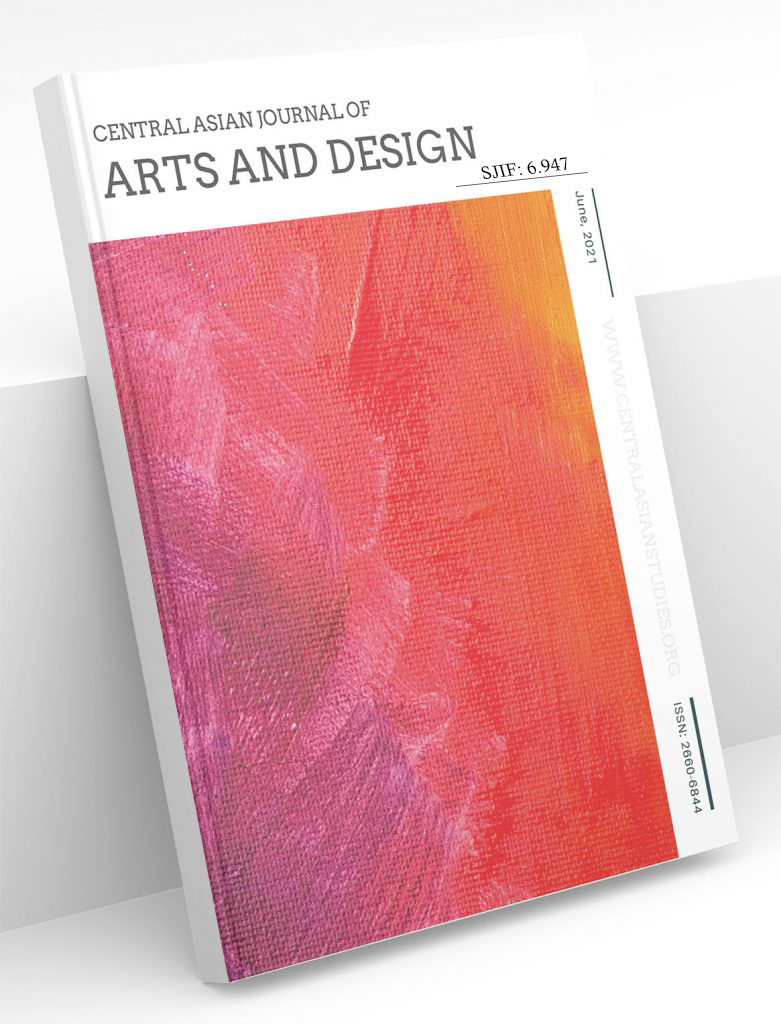 CENTRAL ASIAN JOURNAL OF
ARTS AND DESIGN
SJIF: 6.947
June, 2021
WWW.CENTRALASIANSTUDIES.ORG
ISSN: 2660-6844